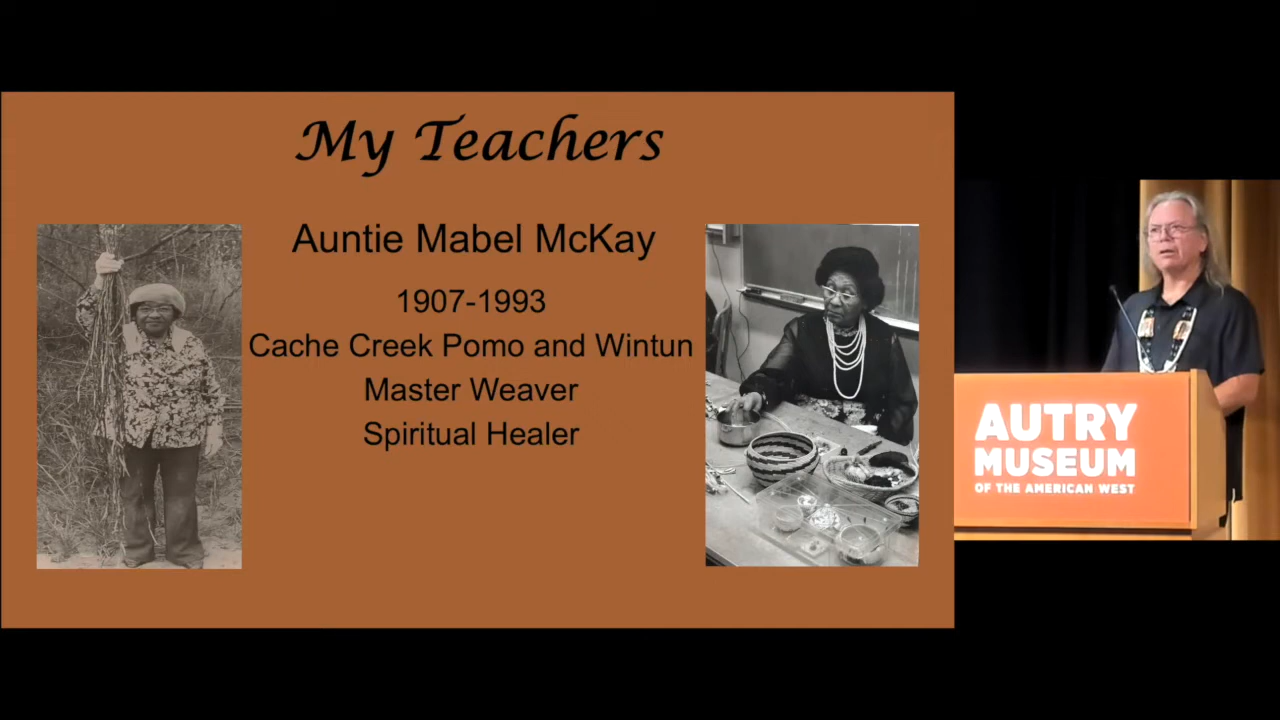 My Teachers
Auntie Mabel McKay
1907-1993
Cache Creek Pomo and Wintun
Master Weaver
Spiritual Healer
AUTRY
MUSEUM
OF THE AMERICAN WEST